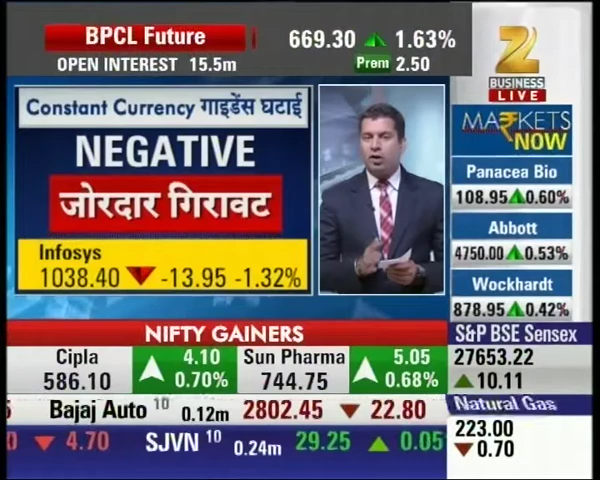 BPCL Future
669.30 1.63%
OPEN INTEREST 15.5m
Prem 2.50
Z
BUSINESS
LIVE
Constant Currency गाइडेंस घटाई
NEGATIVE
जोरदार गिरावट
Infosys
1038.40 -13.95 -1.32%
MARKETS
NOW
Panacea Bio
108.95 0.60%
Abbott
4750.00 0.53%
Wockhardt
878.95 0.42%
NIFTY GAINERS
Cipla 4.10 Sun Pharma 5.05
586.10 0.70% 744.75 0.68%
S&P BSE Sensex
27653.22
10.11
Bajaj Auto 10 0.12m 2802.45 22.80
4.70 SJVN 10 0.24m 29.25 0.05
Natural Gas
223.00
0.70